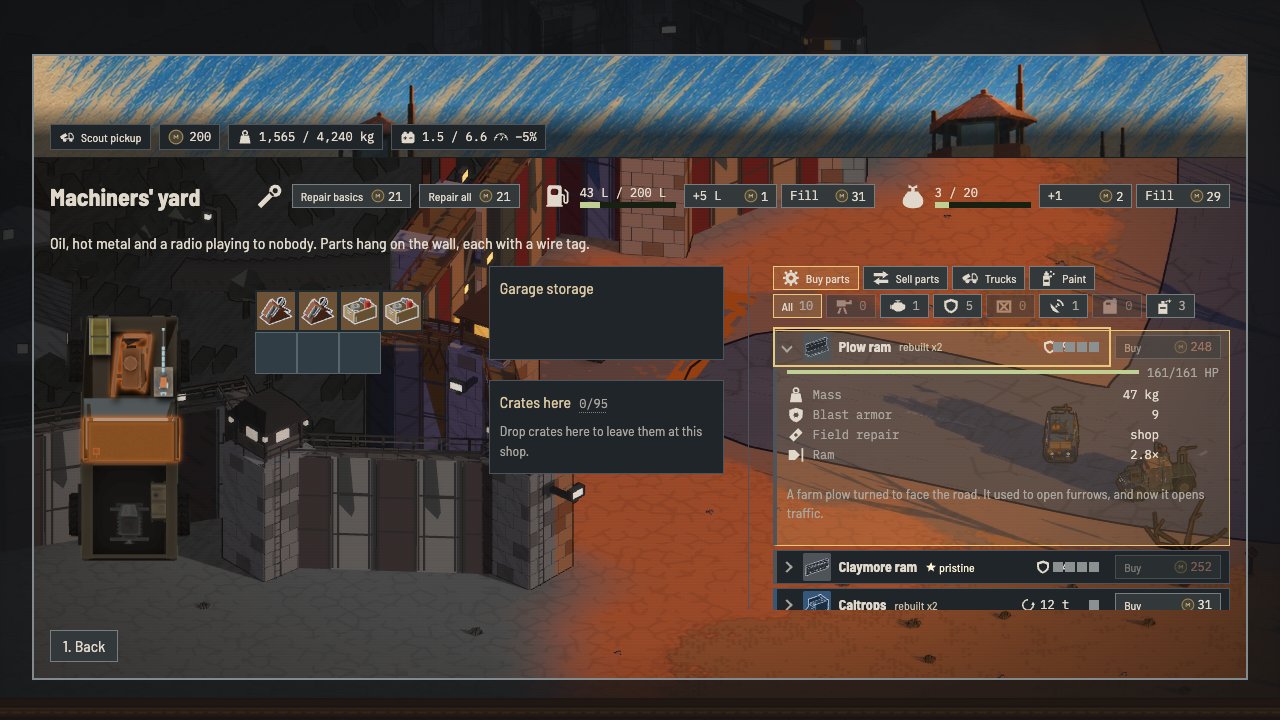 Scout pickup
200
1,565 / 4,240 kg
1.5 / 6.6
-5%
Machiners' yard
Repair basics 21
Repair all 21
43 L / 200 L
+5 L 1
Fill 31
3 / 20
+1 2
Fill 29
Oil, hot metal and a radio playing to nobody. Parts hang on the wall, each with a wire tag.
Garage storage
Crates here 0/95
Drop crates here to leave them at this
shop.
Buy parts
Sell parts
Trucks
Paint
All 10
0
1
5
0
1
0
3
Plow ram rebuilt x2
Buy 248
161/161 HP
Mass 47 kg
Blast armor 9
Field repair shop
Ram 2.8×
A farm plow turned to face the road. It used to open furrows, and now it opens
traffic.
Claymore ram ★ pristine
Buy 252
Caltrops rebuilt x2
12 t
Buy 31
1. Back